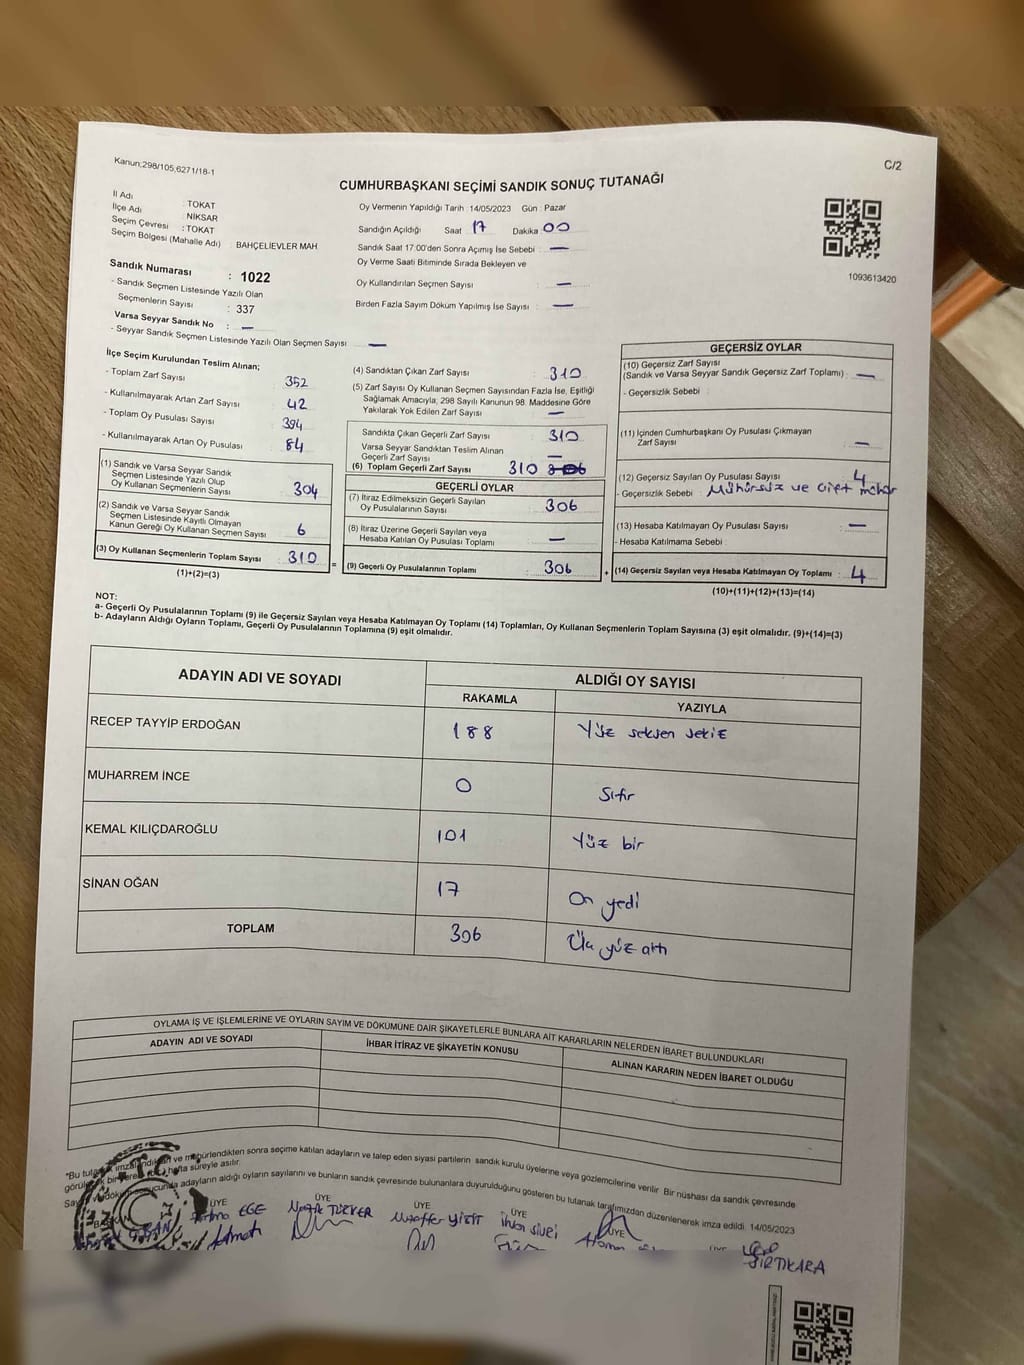 Kanun;298/105,6271/18-1
C/2
CUMHURBAŞKANI SEÇİMİ SANDIK SONUÇ TUTANAĞI
İl Adı : TOKAT
İlçe Adı : NİKSAR
Seçim Çevresi : TOKAT
Seçim Bölgesi (Mahalle Adı) : BAHÇELİEVLER MAH.
Oy Vermenin Yapıldığı Tarih 14/05/2023 Gün : Pazar
Sandığın Açıldığı Saat 17 Dakika 00
Sandık Saat 17:00'den Sonra Açımış İse Sebebi : —
Oy Verme Saati Bitiminde Sırada Bekleyen ve
Oy Kullandırılan Seçmen Sayısı : —
Birden Fazla Sayım Döküm Yapılmış İse Sayısı : —
1093613420
Sandık Numarası : 1022
- Sandık Seçmen Listesinde Yazılı Olan
Seçmenlerin Sayısı : 337
Varsa Seyyar Sandık No : —
- Seyyar Sandık Seçmen Listesinde Yazılı Olan Seçmen Sayısı : —
İlçe Seçim Kurulundan Teslim Alınan;
- Toplam Zarf Sayısı : 352
- Kullanılmayarak Artan Zarf Sayısı : 42
- Toplam Oy Pusulası Sayısı : 394
- Kullanılmayarak Artan Oy Pusulası : 84
(1) Sandık ve Varsa Seyyar Sandık
Seçmen Listesinde Yazılı Olup
Oy Kullanan Seçmenlerin Sayısı : 304
(2) Sandık ve Varsa Seyyar Sandık
Seçmen Listesinde Kayıtlı Olmayan
Kanun Gereği Oy Kullanan Seçmen Sayısı : 6
(3) Oy Kullanan Seçmenlerin Toplam Sayısı : 310
(1)+(2)=(3)
(4) Sandıktan Çıkan Zarf Sayısı : 310
(5) Zarf Sayısı Oy Kullanan Seçmen Sayısından Fazla İse, Eşitliği
Sağlamak Amacıyla; 298 Sayılı Kanunun 98. Maddesine Göre
Yakılarak Yok Edilen Zarf Sayısı : —
Sandıkta Çıkan Geçerli Zarf Sayısı : 310
Varsa Seyyar Sandıktan Teslim Alınan
Geçerli Zarf Sayısı : —
(6) Toplam Geçerli Zarf Sayısı : 310
GEÇERLİ OYLAR
(7) İtiraz Edilmeksizin Geçerli Sayılan
Oy Pusulalarının Sayısı : 306
(8) İtiraz Üzerine Geçerli Sayılan veya
Hesaba Katılan Oy Pusulası Toplamı : —
= (9) Geçerli Oy Pusulalarının Toplamı : 306
GEÇERSİZ OYLAR
(10) Geçersiz Zarf Sayısı
(Sandık ve Varsa Seyyar Sandık Geçersiz Zarf Toplamı) : —
- Geçersizlik Sebebi :
(11) İçinden Cumhurbaşkanı Oy Pusulası Çıkmayan
Zarf Sayısı : —
(12) Geçersiz Sayılan Oy Pusulası Sayısı : 4
- Geçersizlik Sebebi : Mühürsüz ve Çift mühür
(13) Hesaba Katılmayan Oy Pusulası Sayısı : —
- Hesaba Katılmama Sebebi :
+ (14) Geçersiz Sayılan veya Hesaba Katılmayan Oy Toplamı : 4
(10)+(11)+(12)+(13)=(14)
NOT:
a- Geçerli Oy Pusulalarının Toplamı (9) ile Geçersiz Sayılan veya Hesaba Katılmayan Oy Toplamı (14) Toplamları, Oy Kullanan Seçmenlerin Toplam Sayısına (3) eşit olmalıdır. (9)+(14)=(3)
b- Adayların Aldığı Oyların Toplamı, Geçerli Oy Pusulalarının Toplamına (9) eşit olmalıdır.
ADAYIN ADI VE SOYADI ALDIĞI OY SAYISI
RAKAMLA YAZIYLA
RECEP TAYYİP ERDOĞAN 188 Yüz seksen sekiz
MUHARREM İNCE 0 Sıfır
KEMAL KILIÇDAROĞLU 101 Yüz bir
SİNAN OĞAN 17 On yedi
TOPLAM 306 Üç yüz altı
OYLAMA İŞ VE İŞLEMLERİNE VE OYLARIN SAYIM VE DÖKÜMÜNE DAİR ŞİKAYETLERLE BUNLARA AİT KARARLARIN NELERDEN İBARET BULUNDUKLARI
ADAYIN ADI VE SOYADI İHBAR İTİRAZ VE ŞİKAYETİN KONUSU ALINAN KARARIN NEDEN İBARET OLDUĞU
*Bu tutanak imzalandıktan ve mühürlendikten sonra seçime katılan adayların ve talep eden siyasi partilerin sandık kurulu üyelerine veya gözlemcilerine verilir. Bir nüshası da sandık çevresinde
görülecek bir yere hafta süreyle asılır.
adayların aldığı oyların sayılarını ve bunların sandık çevresinde bulunanlara duyurulduğunu gösteren bu tutanak tarafımızdan düzenlenerek imza edildi. 14/05/2023
ÜYE ÜYE ÜYE ÜYE ÜYE
EGE TÜRKER Muzaffer YİĞİT SIRTIKARA